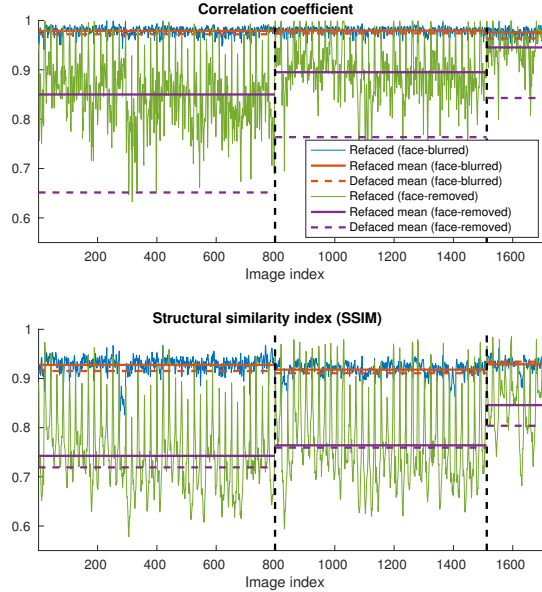 Correlation coefficient
1
0.9
0.8
0.7
0.6
Refaced (face-blurred)
Refaced mean (face-blurred)
Defaced mean (face-blurred)
Refaced (face-removed)
Refaced mean (face-removed)
Defaced mean (face-removed)
200 400 600 800 1000 1200 1400 1600
Image index
Structural similarity index (SSIM)
1
0.9
0.8
0.7
0.6
200 400 600 800 1000 1200 1400 1600
Image index